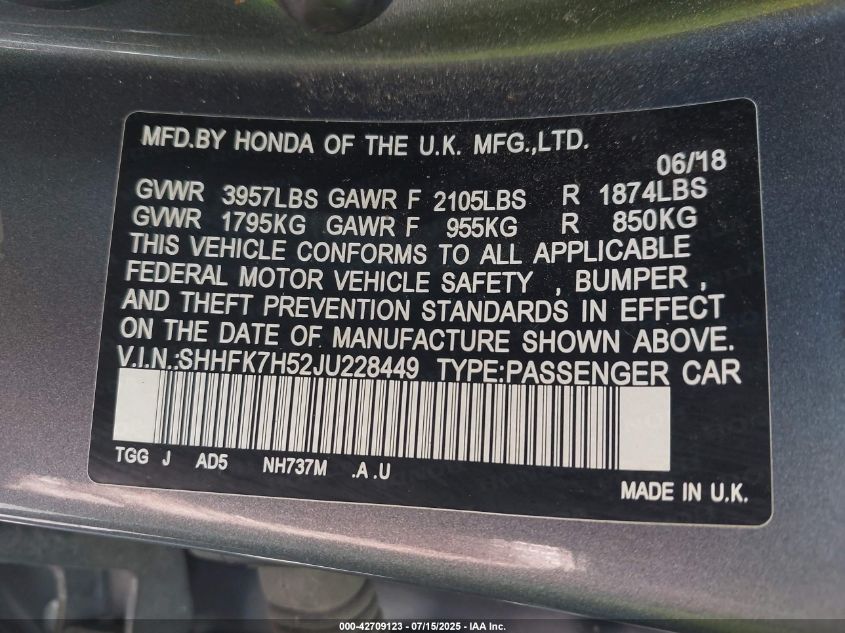 MFD.BY HONDA OF THE U.K. MFG.,LTD.
06/18
GVWR 3957LBS GAWR F 2105LBS R 1874LBS
GVWR 1795KG GAWR F 955KG R 850KG
THIS VEHICLE CONFORMS TO ALL APPLICABLE
FEDERAL MOTOR VEHICLE SAFETY , BUMPER ,
AND THEFT PREVENTION STANDARDS IN EFFECT
ON THE DATE OF MANUFACTURE SHOWN ABOVE.
V.I.N.:SHHFK7H52JU228449 TYPE:PASSENGER CAR
TGG J AD5 NH737M .A .U
MADE IN U.K.
000-42709123 - 07/15/2025 - IAA Inc.